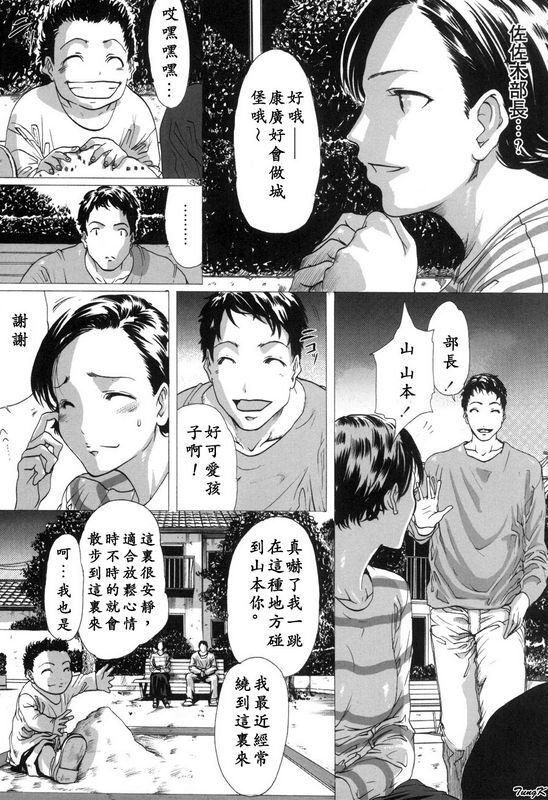 佐佐木部長…?
好哦——
康廣好會做城
堡哦～
哎嘿嘿嘿…
………
部長！
山山本！
ニコッ
好可愛孩
子啊！
謝謝
真嚇了我一跳
在這種地方碰
到山本你。
我最近經常
繞到這裏來
這裏很安靜，
適合放鬆心情
時不時的就會
散步到這裏來
呵…我也是
TungK